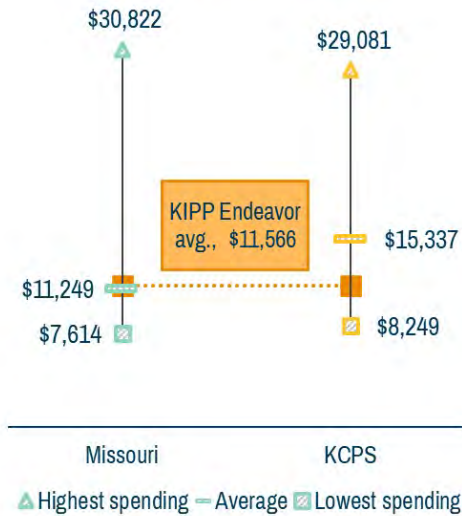 $30,822
$29,081
KIPP Endeavor
avg., $11,566
$15,337
$11,249
$7,614
$8,249
Missouri
KCPS
Highest spending
Average
Lowest spending